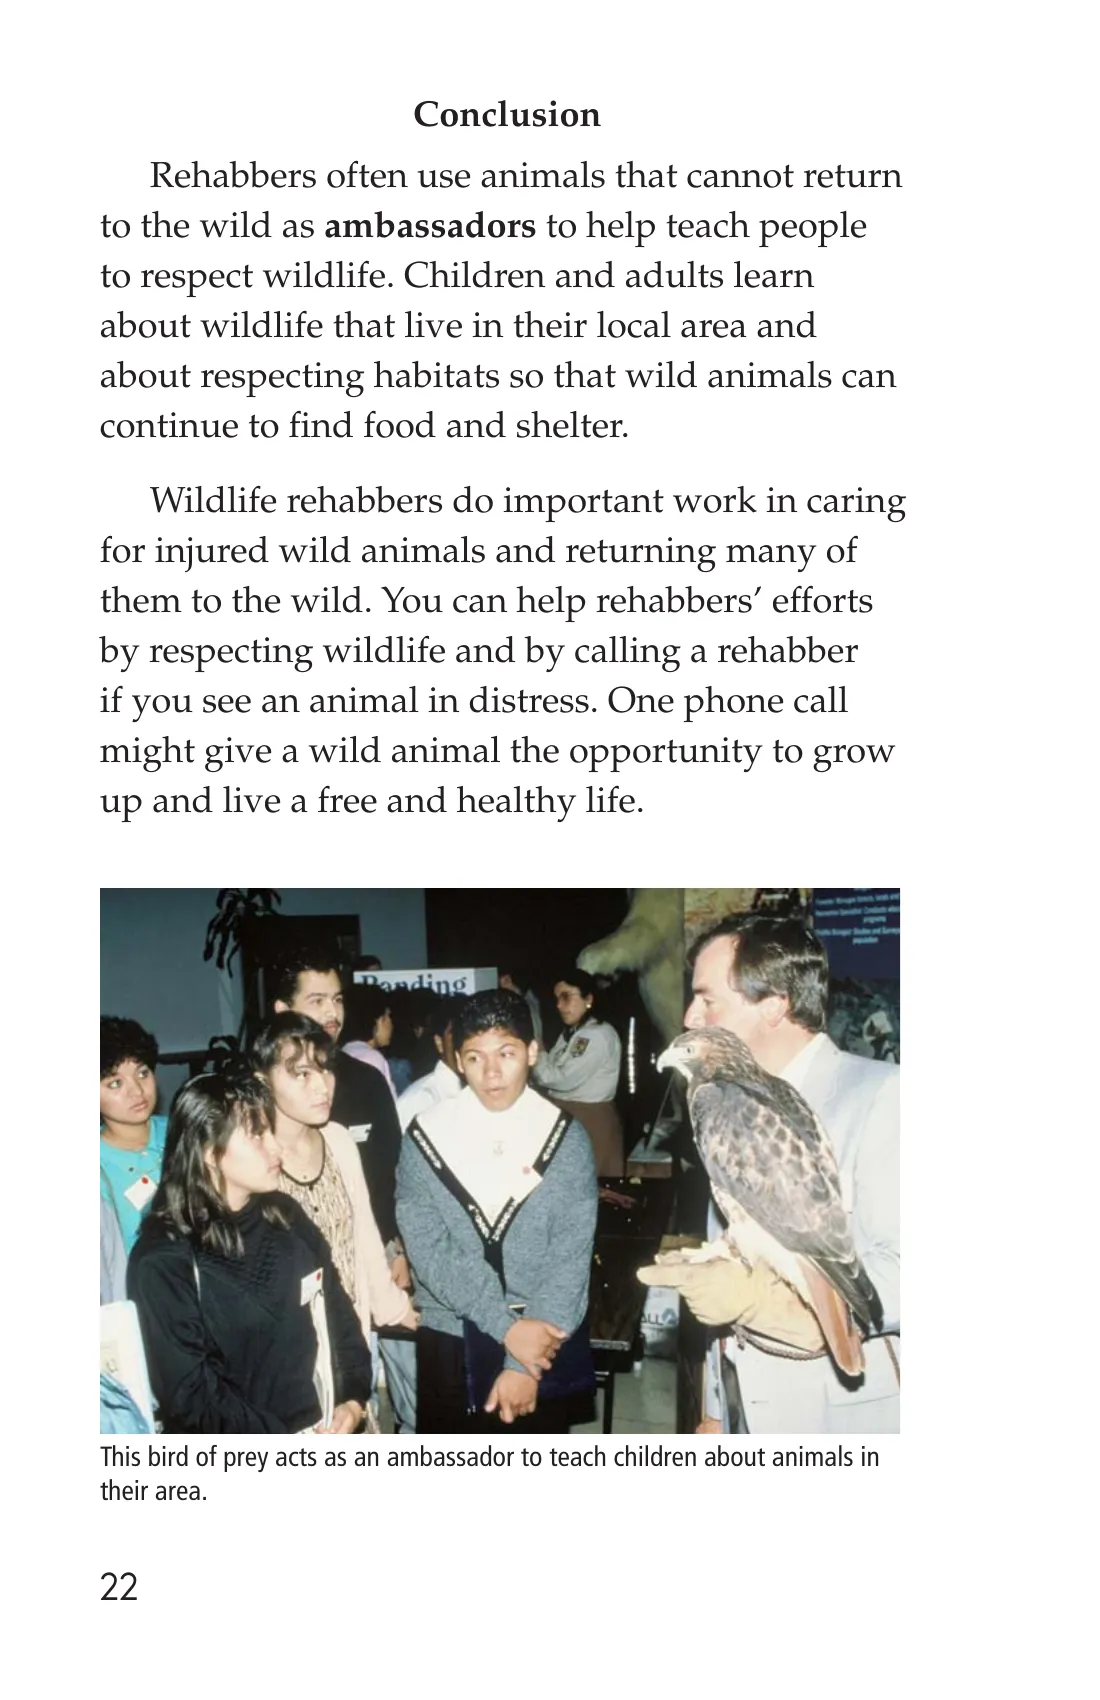 Conclusion
Rehabbers often use animals that cannot return
to the wild as ambassadors to help teach people
to respect wildlife. Children and adults learn
about wildlife that live in their local area and
about respecting habitats so that wild animals can
continue to find food and shelter.
Wildlife rehabbers do important work in caring
for injured wild animals and returning many of
them to the wild. You can help rehabbers’ efforts
by respecting wildlife and by calling a rehabber
if you see an animal in distress. One phone call
might give a wild animal the opportunity to grow
up and live a free and healthy life.
Banding
This bird of prey acts as an ambassador to teach children about animals in
their area.
22